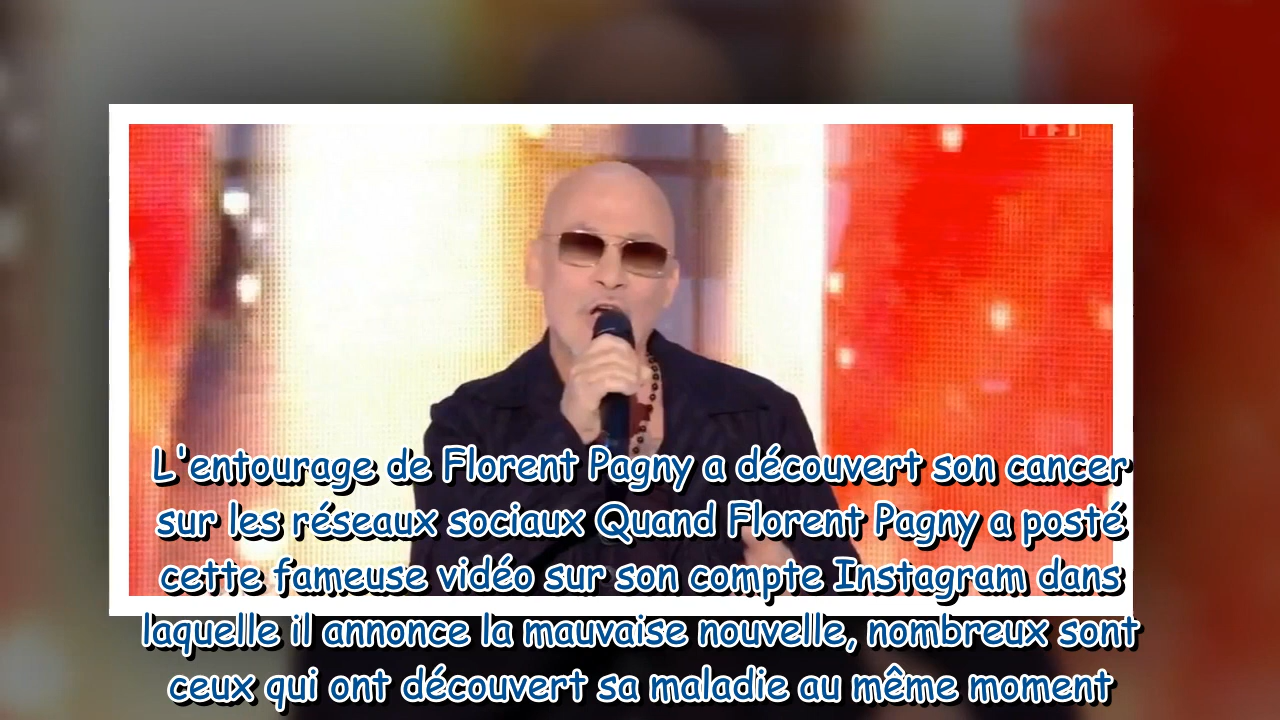 TF1
L'entourage de Florent Pagny a découvert son cancer
sur les réseaux sociaux Quand Florent Pagny a posté
cette fameuse vidéo sur son compte Instagram dans
laquelle il annonce la mauvaise nouvelle, nombreux sont
ceux qui ont découvert sa maladie au même moment